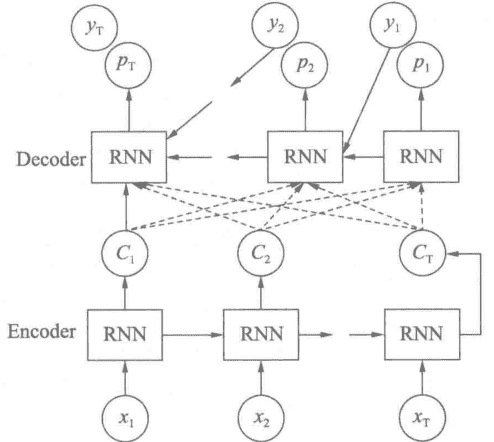 y_T y_2 y_1
p_T p_2 p_1
Decoder RNN RNN RNN
C_1 C_2 C_T
Encoder RNN RNN RNN
x_1 x_2 x_T